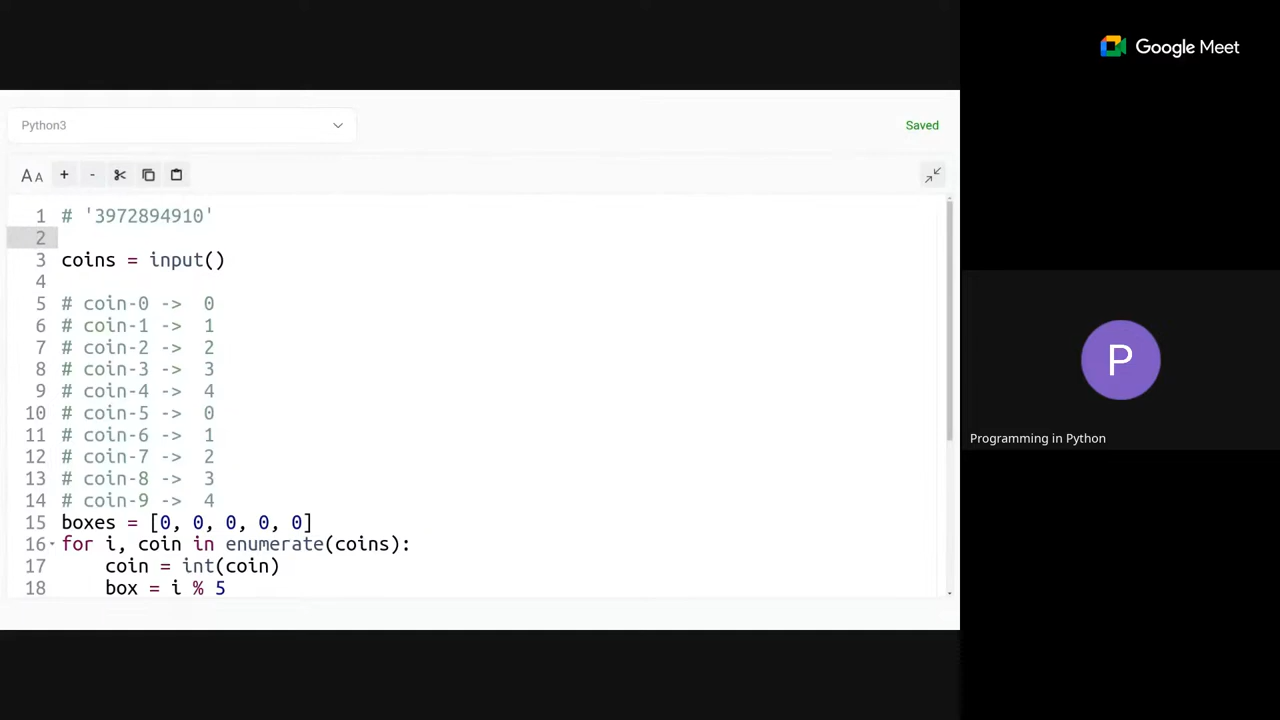 Google Meet
Python3
Saved
AA + -
1 # '3972894910'
2
3 coins = input()
4
5 # coin-0 -> 0
6 # coin-1 -> 1
7 # coin-2 -> 2
8 # coin-3 -> 3
9 # coin-4 -> 4
10 # coin-5 -> 0
11 # coin-6 -> 1
12 # coin-7 -> 2
13 # coin-8 -> 3
14 # coin-9 -> 4
15 boxes = [0, 0, 0, 0, 0]
16 for i, coin in enumerate(coins):
17 coin = int(coin)
18 box = i % 5
P
Programming in Python